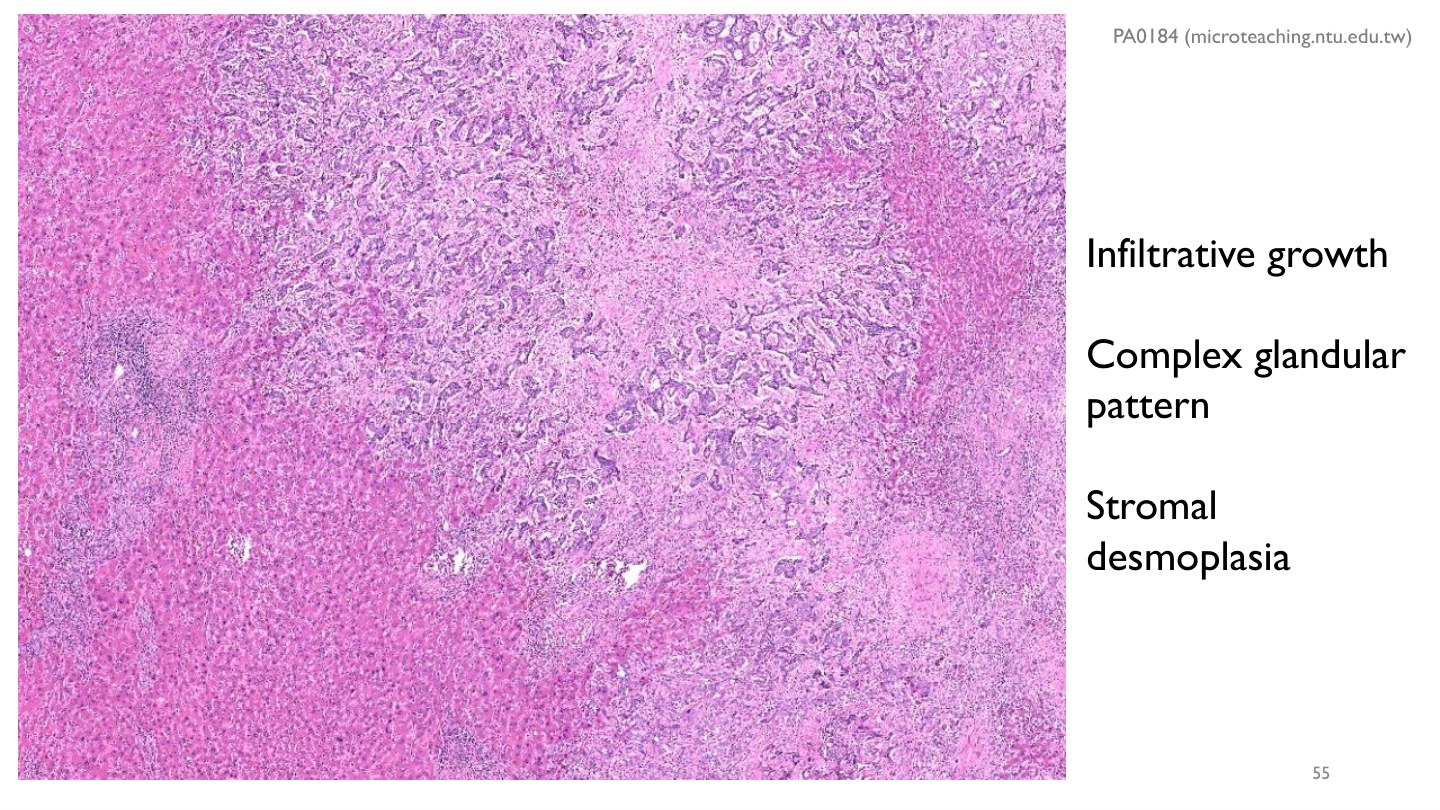 PA0184 (microteaching.ntu.edu.tw)
Infiltrative growth
Complex glandular
pattern
Stromal
desmoplasia
55